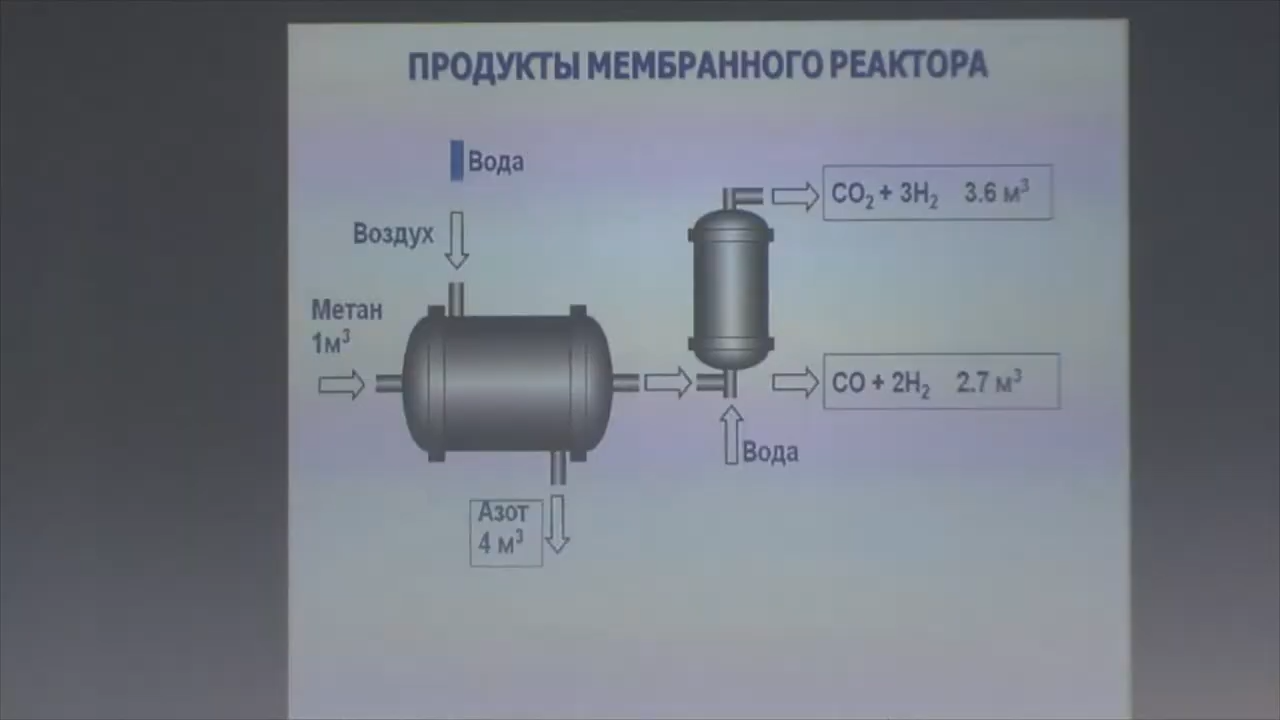 ПРОДУКТЫ МЕМБРАННОГО РЕАКТОРА
Вода
Воздух
Метан
1м³
CO₂ + 3H₂ 3.6 м³
CO + 2H₂ 2.7 м³
Вода
Азот
4 м³